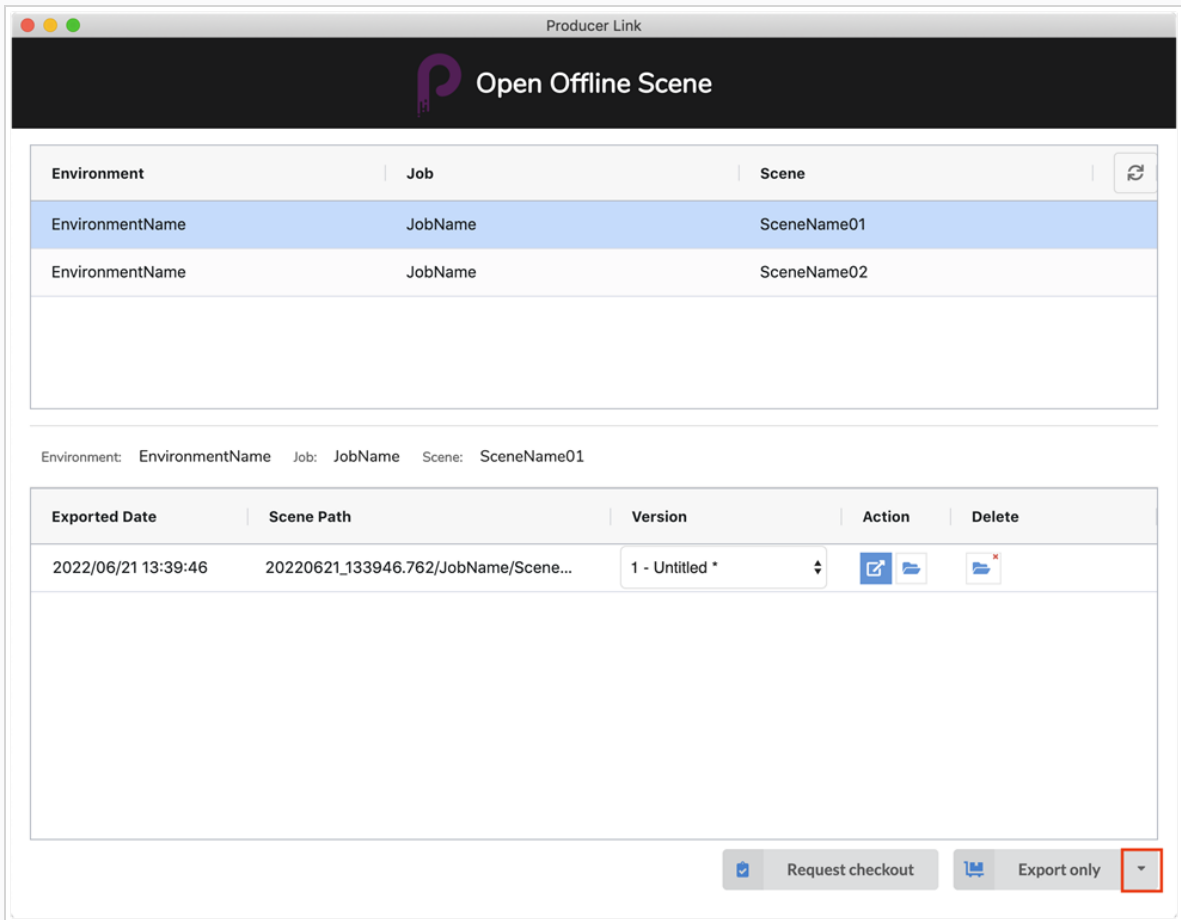 Producer Link
Open Offline Scene
Environment Job Scene
EnvironmentName JobName SceneName01
EnvironmentName JobName SceneName02
Environment: EnvironmentName Job: JobName Scene: SceneName01
Exported Date Scene Path Version Action Delete
2022/06/21 13:39:46 20220621_133946.762/JobName/Scene... 1 - Untitled *
Request checkout Export only